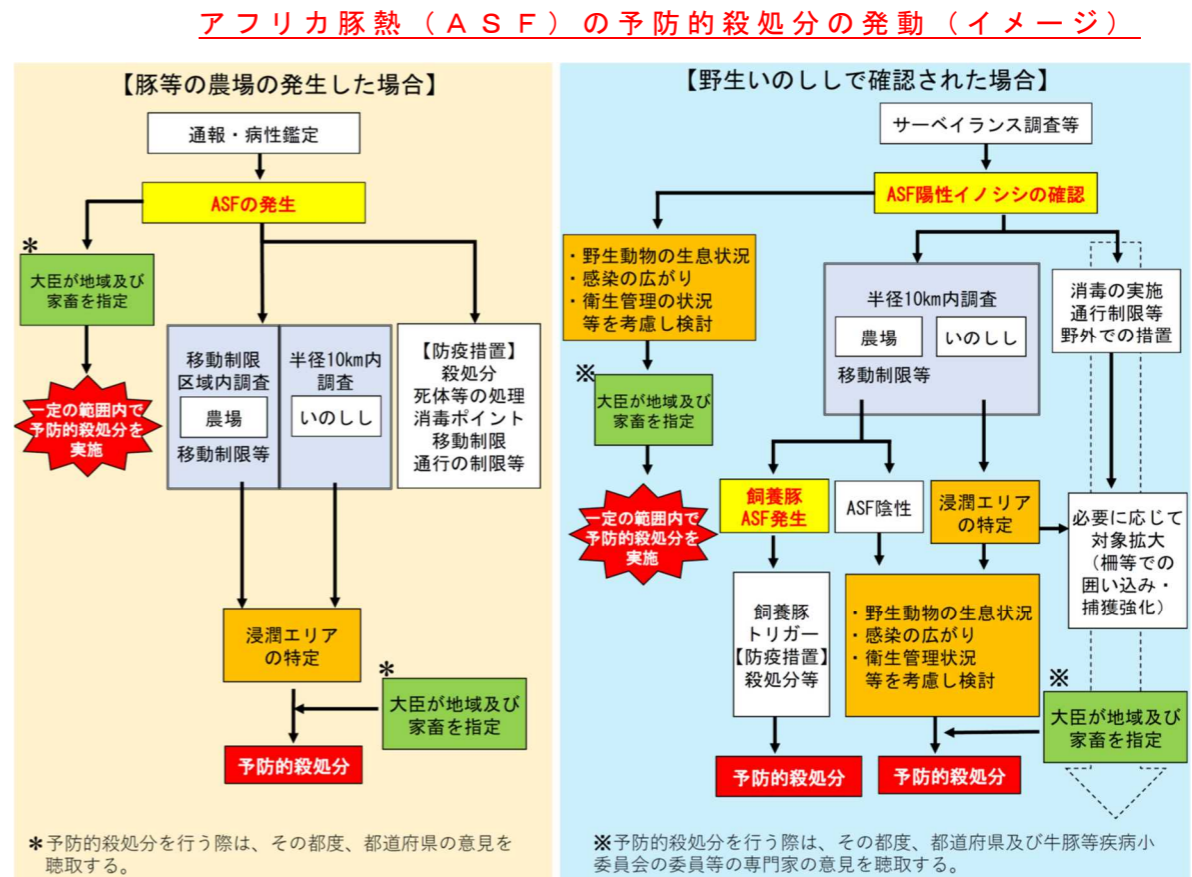 アフリカ豚熱（ＡＳＦ）の予防的殺処分の発動（イメージ）
【豚等の農場の発生した場合】
通報・病性鑑定
ASFの発生
＊
大臣が地域及び
家畜を指定
一定の範囲内で
予防的殺処分を
実施
移動制限
区域内調査
農場
移動制限等
半径10km内
調査
いのしし
【防疫措置】
殺処分
死体等の処理
消毒ポイント
移動制限
通行の制限等
浸潤エリア
の特定
＊
大臣が地域及び
家畜を指定
予防的殺処分
＊予防的殺処分を行う際は、その都度、都道府県の意見を
聴取する。
【野生いのししで確認された場合】
サーベイランス調査等
ASF陽性イノシシの確認
・野生動物の生息状況
・感染の広がり
・衛生管理の状況
等を考慮し検討
※
大臣が地域及び
家畜を指定
一定の範囲内で
予防的殺処分を
実施
半径10km内調査
農場
いのしし
移動制限等
消毒の実施
通行制限等
野外での措置
飼養豚
ASF発生
ASF陰性
浸潤エリア
の特定
必要に応じて
対象拡大
（柵等での
囲い込み・
捕獲強化）
飼養豚
トリガー
【防疫措置】
殺処分等
・野生動物の生息状況
・感染の広がり
・衛生管理状況
等を考慮し検討
※
大臣が地域及び
家畜を指定
予防的殺処分
予防的殺処分
※予防的殺処分を行う際は、その都度、都道府県及び牛豚等疾病小
委員会の委員等の専門家の意見を聴取する。